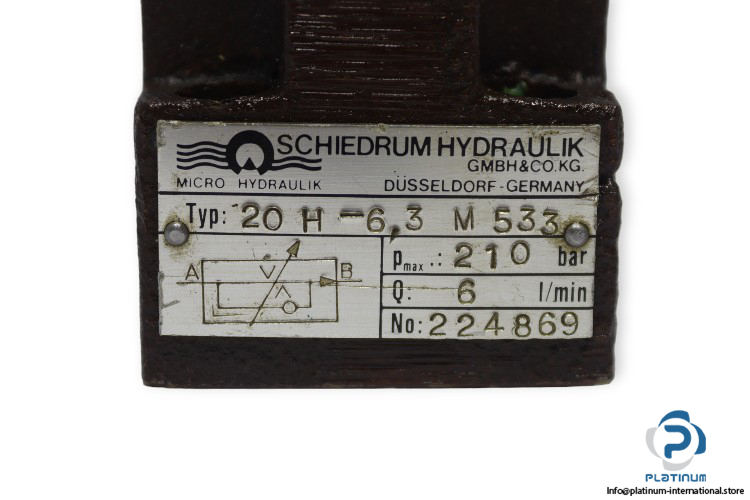 SCHIEDRUM HYDRAULIK
GMBH & CO. KG.
MICRO HYDRAULIK
DÜSSELDORF - GERMANY
Typ: 20 H -6,3 M 533
A B
pmax.: 210 bar
Q: 6 l/min
No: 224869
PLATINUM
Info@platinum-international.store